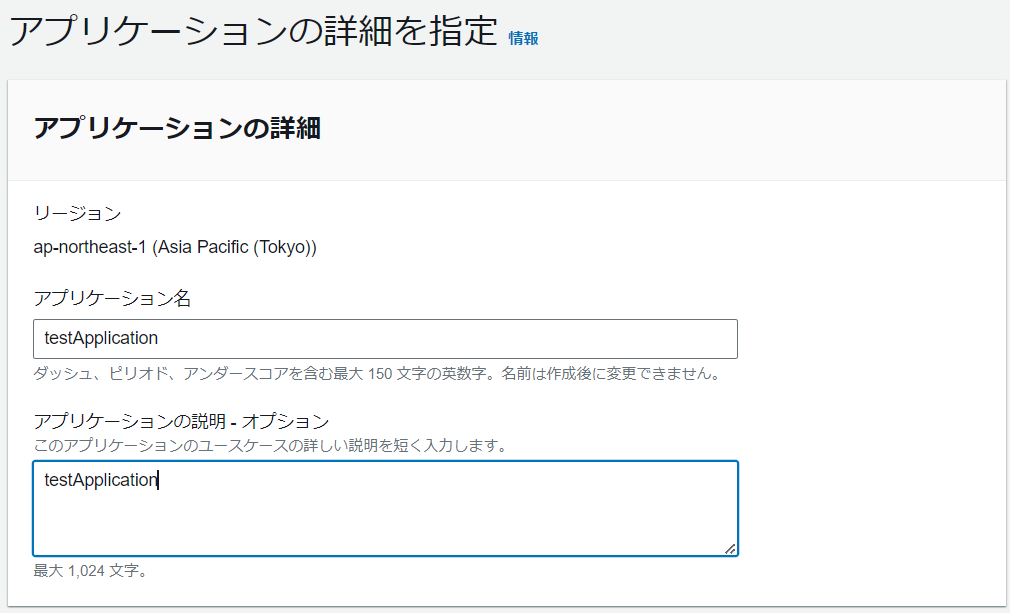 アプリケーションの詳細を指定 情報
アプリケーションの詳細
リージョン
ap-northeast-1 (Asia Pacific (Tokyo))
アプリケーション名
testApplication
ダッシュ、ピリオド、アンダースコアを含む最大 150 文字の英数字。名前は作成後に変更できません。
アプリケーションの説明 - オプション
このアプリケーションのユースケースの詳しい説明を短く入力します。
testApplication
最大 1,024 文字。